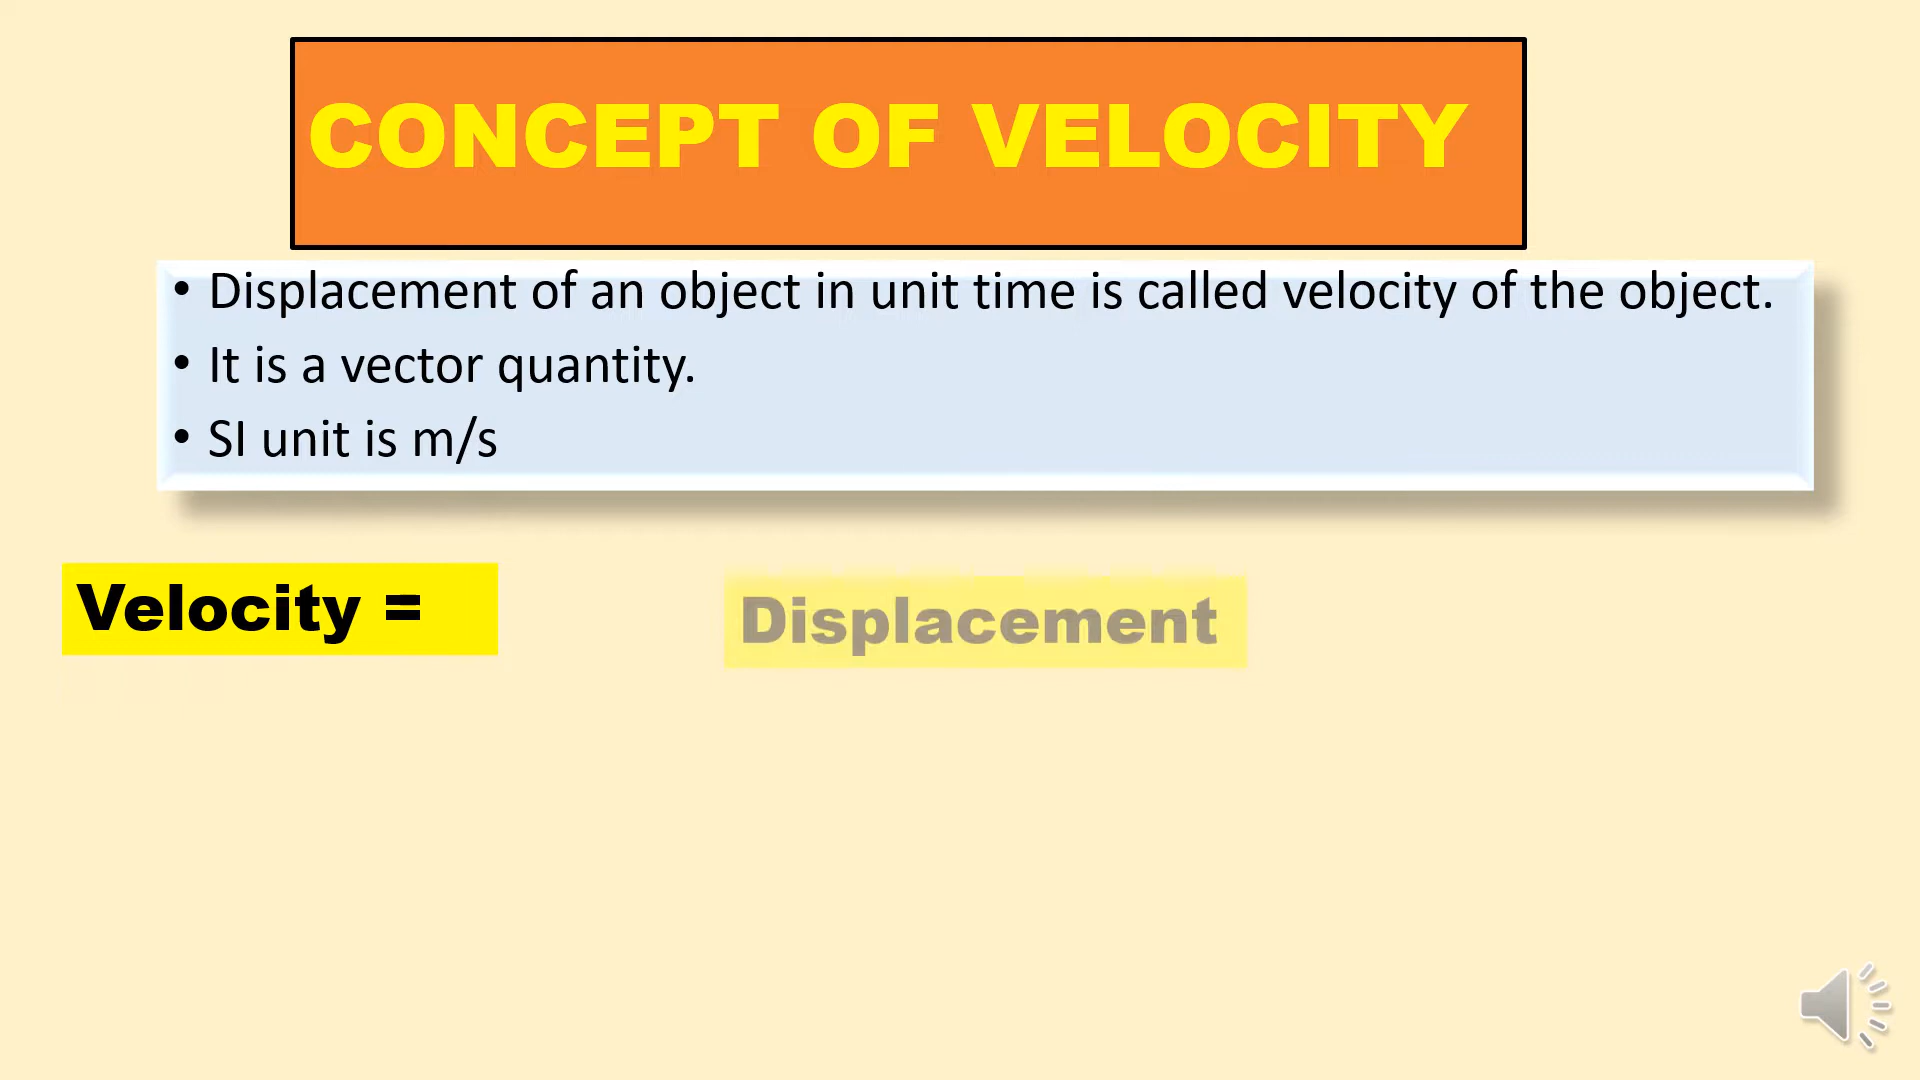 CONCEPT OF VELOCITY
• Displacement of an object in unit time is called velocity of the object.
• It is a vector quantity.
• SI unit is m/s
Velocity =
Displacement